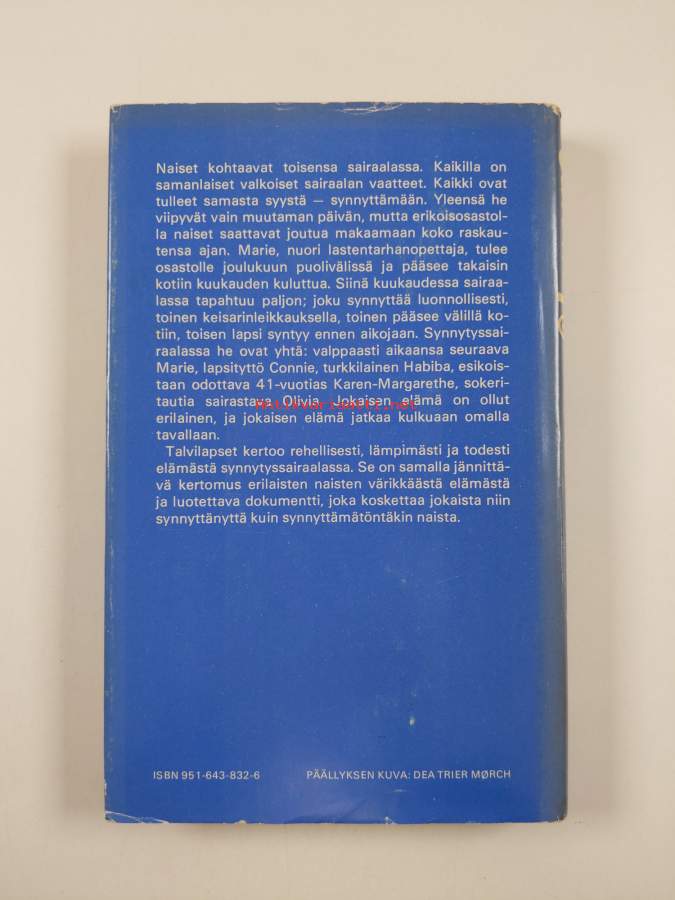 Naiset kohtaavat toisensa sairaalassa. Kaikilla on
samanlaiset valkoiset sairaalan vaatteet. Kaikki ovat
tulleet samasta syystä — synnyttämään. Yleensä he
viipyvät vain muutaman päivän, mutta erikoisosastol-
la naiset saattavat joutua makaamaan koko raskau-
tensa ajan. Marie, nuori lastentarhanopettaja, tulee
osastolle joulukuun puolivälissä ja pääsee takaisin
kotiin kuukauden kuluttua. Siinä kuukaudessa sairaa-
lassa tapahtuu paljon; joku synnyttää luonnollisesti,
toinen keisarinleikkauksella, toinen pääsee välillä ko-
tiin, toisen lapsi syntyy ennen aikojaan. Synnytyssai-
raalassa he ovat yhtä: valppaasti aikaansa seuraava
Marie, lapsityttö Connie, turkkilainen Habiba, esikois-
taan odottava 41-vuotias Karen-Margarethe, sokeri-
tautia sairastava Olivia. Jokaisen elämä on ollut
Antikvariaatti.net
erilainen, ja jokaisen elämä jatkaa kulkuaan omalla
tavallaan.
Talvilapset kertoo rehellisesti, lämpimästi ja todesti
elämästä synnytyssairaalassa. Se on samalla jännittä-
vä kertomus erilaisten naisten värikkäästä elämästä
ja luotettava dokumentti, joka koskettaa jokaista niin
synnyttänyttä kuin synnyttämätöntäkin naista.
ISBN 951-643-832-6
PÄÄLLYKSEN KUVA: DEA TRIER MØRCH